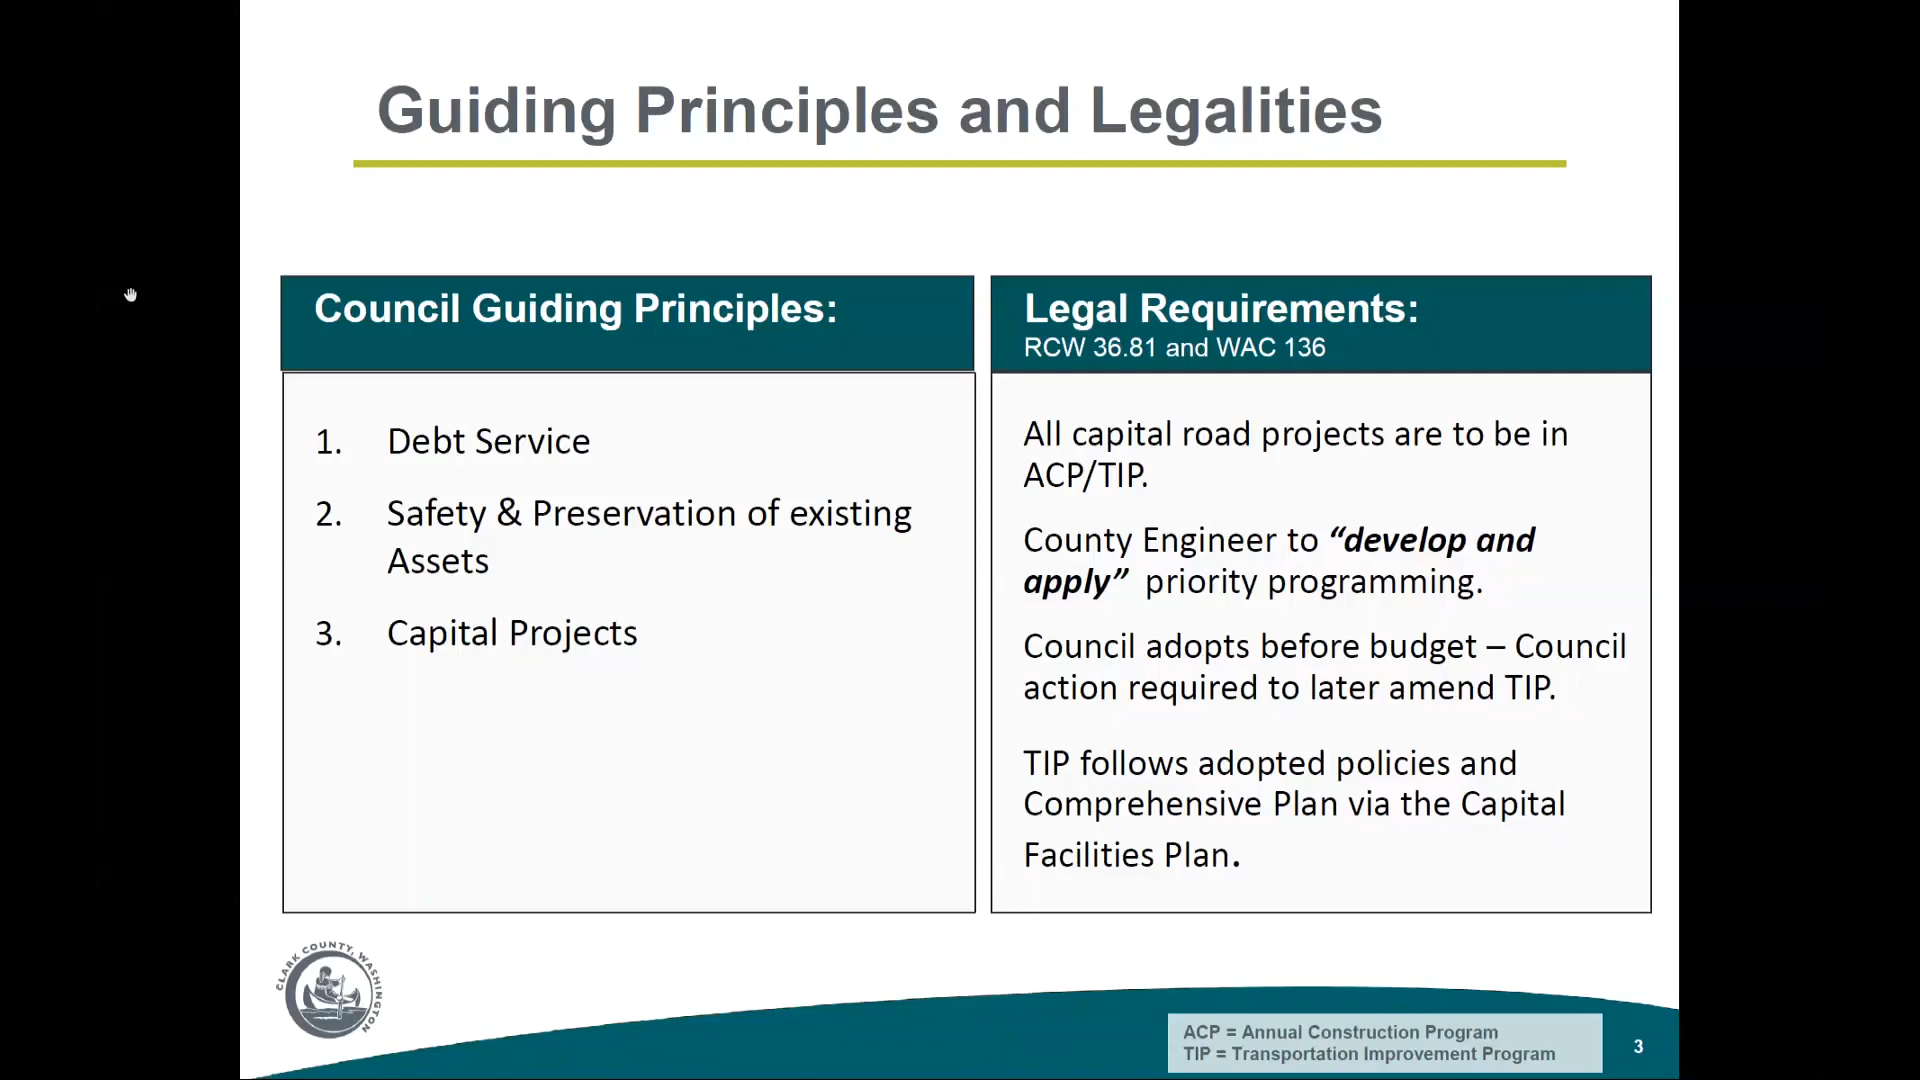 Guiding Principles and Legalities
Council Guiding Principles:
1. Debt Service
2. Safety & Preservation of existing
Assets
3. Capital Projects
Legal Requirements:
RCW 36.81 and WAC 136
All capital road projects are to be in
ACP/TIP.
County Engineer to “develop and
apply” priority programming.
Council adopts before budget – Council
action required to later amend TIP.
TIP follows adopted policies and
Comprehensive Plan via the Capital
Facilities Plan.
CLARK COUNTY, WASHINGTON
ACP = Annual Construction Program
TIP = Transportation Improvement Program
3